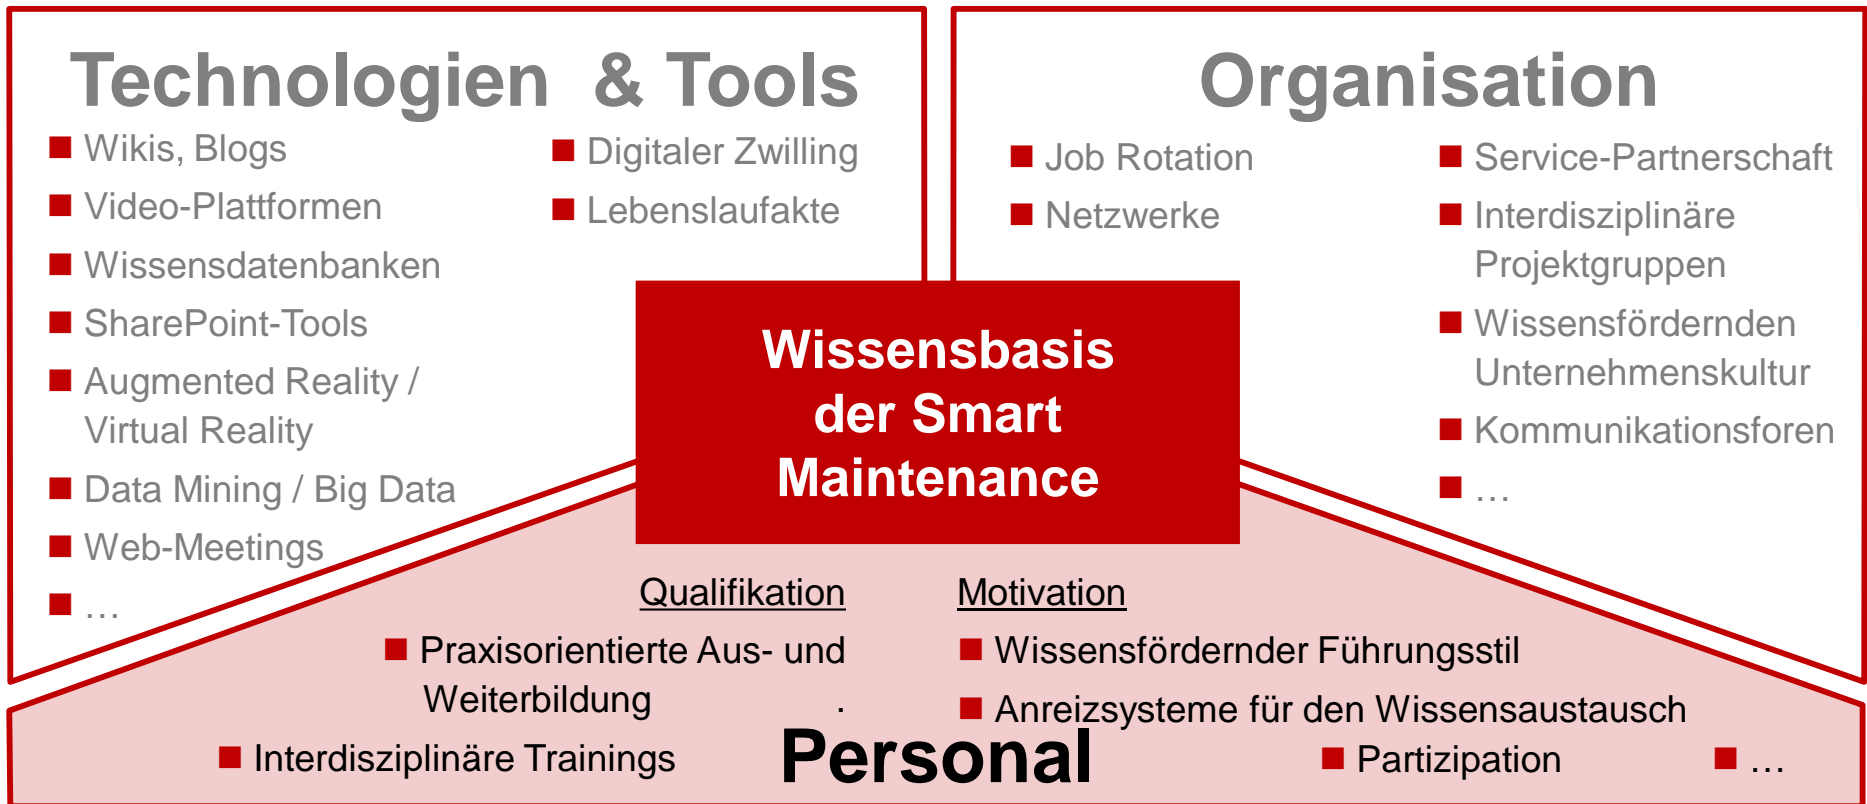 Technologien & Tools
Wikis, Blogs
Video-Plattformen
Wissensdatenbanken
SharePoint-Tools
Augmented Reality /
Virtual Reality
Data Mining / Big Data
Web-Meetings
…
Digitaler Zwilling
Lebenslaufakte
Organisation
Job Rotation
Netzwerke
Service-Partnerschaft
Interdisziplinäre
Projektgruppen
Wissensfördernden
Unternehmenskultur
Kommunikationsforen
…
Wissensbasis
der Smart
Maintenance
Qualifikation
Praxisorientierte Aus- und
Weiterbildung .
Interdisziplinäre Trainings
Motivation
Wissensfördernder Führungsstil
Anreizsysteme für den Wissensaustausch
Partizipation
…
Personal